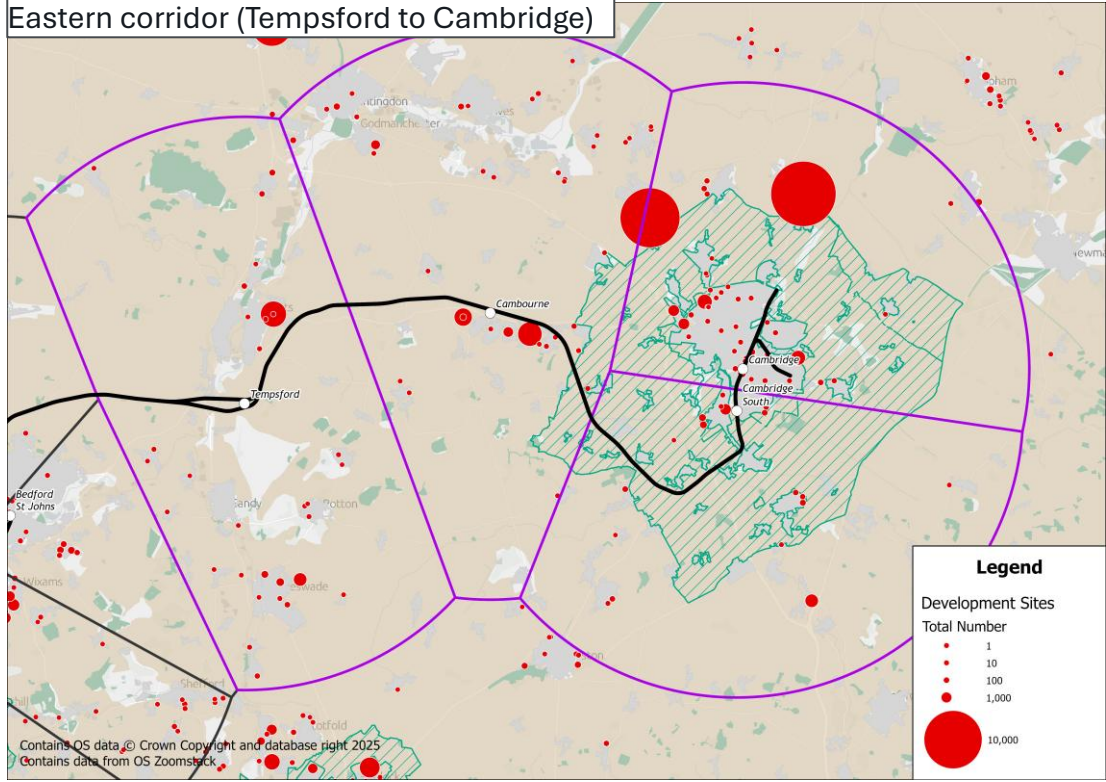 Eastern corridor (Tempsford to Cambridge)
Godmanchester
Cambourne
Tempsford
Cambridge
Cambridge
South
Bedford
St Johns
Sandy
Potton
Wixams
Legend
Development Sites
Total Number
1
10
100
1,000
10,000
Contains OS data © Crown Copyright and database right 2025
Contains data from OS Zoomstack